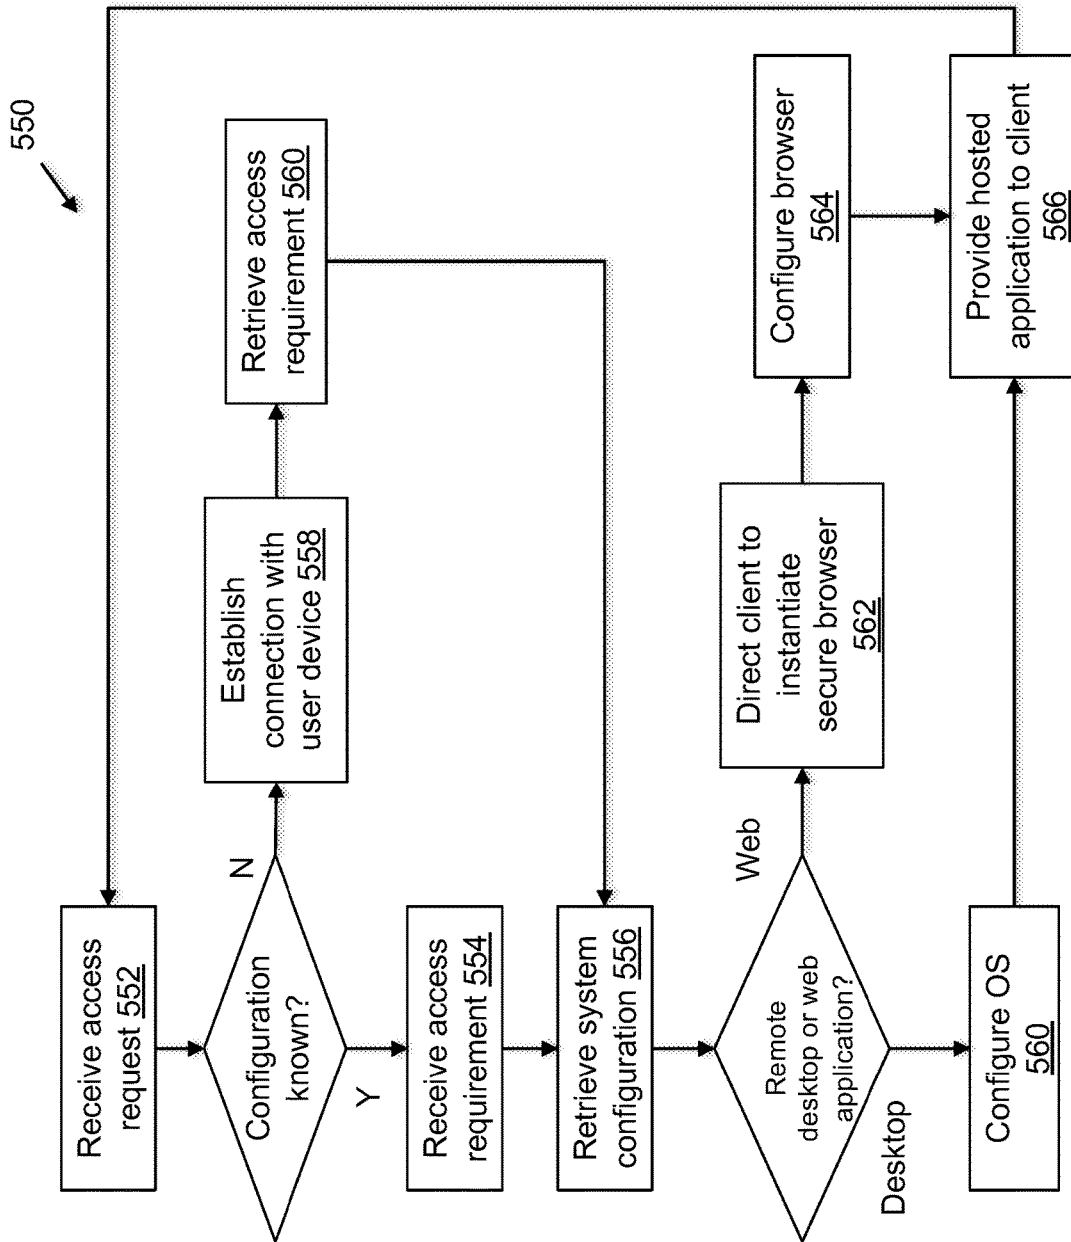 550
Receive access
request 552
Configuration
known?
N
Y
Establish
connection with
user device 558
Retrieve access
requirement 560
Receive access
requirement 554
Retrieve system
configuration 556
Remote
desktop or web
application?
Web
Desktop
Direct client to
instantiate
secure browser
562
Configure browser
564
Configure OS
560
Provide hosted
application to client
566